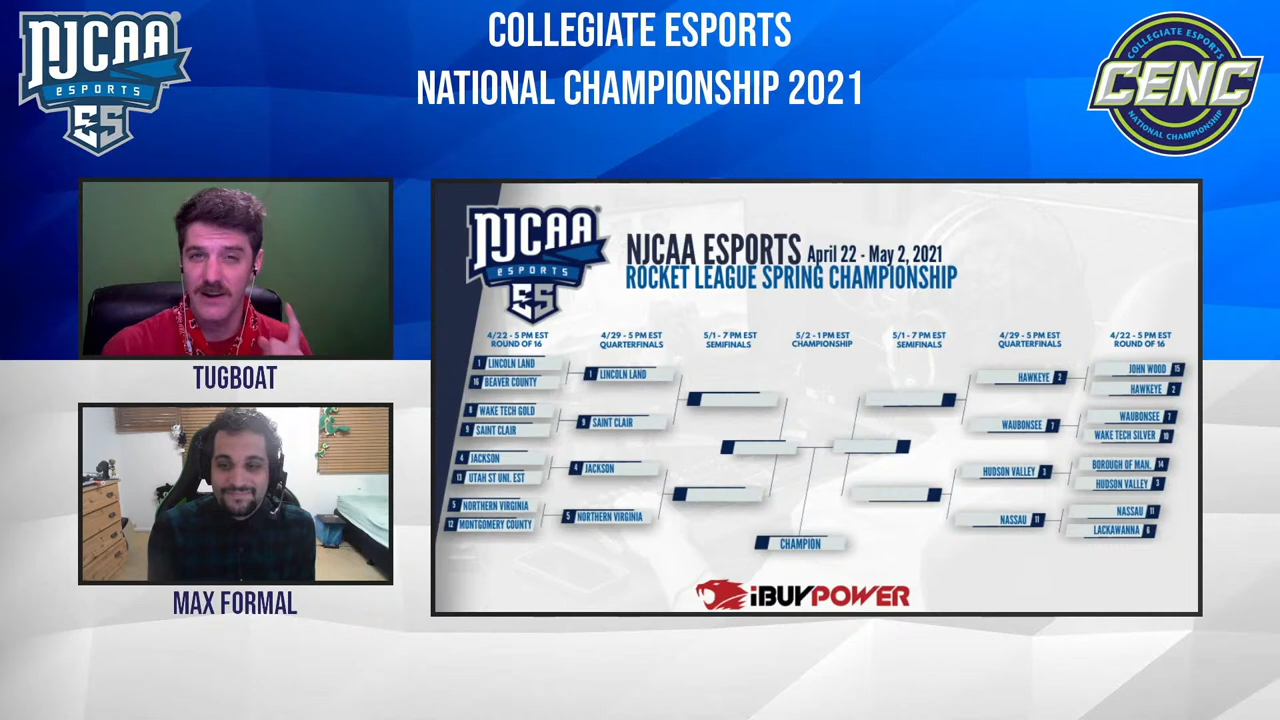 NJCAA
eSPORTS
ES
COLLEGIATE ESPORTS
NATIONAL CHAMPIONSHIP 2021
COLLEGIATE ESPORTS
CENC
NATIONAL CHAMPIONSHIP
TUGBOAT
MAX FORMAL
NJCAA
eSPORTS
ES
NJCAA ESPORTS April 22 - May 2, 2021
ROCKET LEAGUE SPRING CHAMPIONSHIP
4/22 - 5 PM EST
ROUND OF 16
1 LINCOLN LAND
16 BEAVER COUNTY
8 WAKE TECH GOLD
9 SAINT CLAIR
4 JACKSON
13 UTAH ST UNI. EST
5 NORTHERN VIRGINIA
12 MONTGOMERY COUNTY
4/29 - 5 PM EST
QUARTERFINALS
1 LINCOLN LAND
9 SAINT CLAIR
4 JACKSON
5 NORTHERN VIRGINIA
5/1 - 7 PM EST
SEMIFINALS
5/2 - 1 PM EST
CHAMPIONSHIP
CHAMPION
5/1 - 7 PM EST
SEMIFINALS
4/29 - 5 PM EST
QUARTERFINALS
HAWKEYE 2
WAUBONSEE 7
HUDSON VALLEY 3
NASSAU 11
4/22 - 5 PM EST
ROUND OF 16
JOHN WOOD 15
HAWKEYE 2
WAUBONSEE 7
WAKE TECH SILVER 10
BOROUGH OF MAN. 14
HUDSON VALLEY 3
NASSAU 11
LACKAWANNA 6
iBUYPOWER